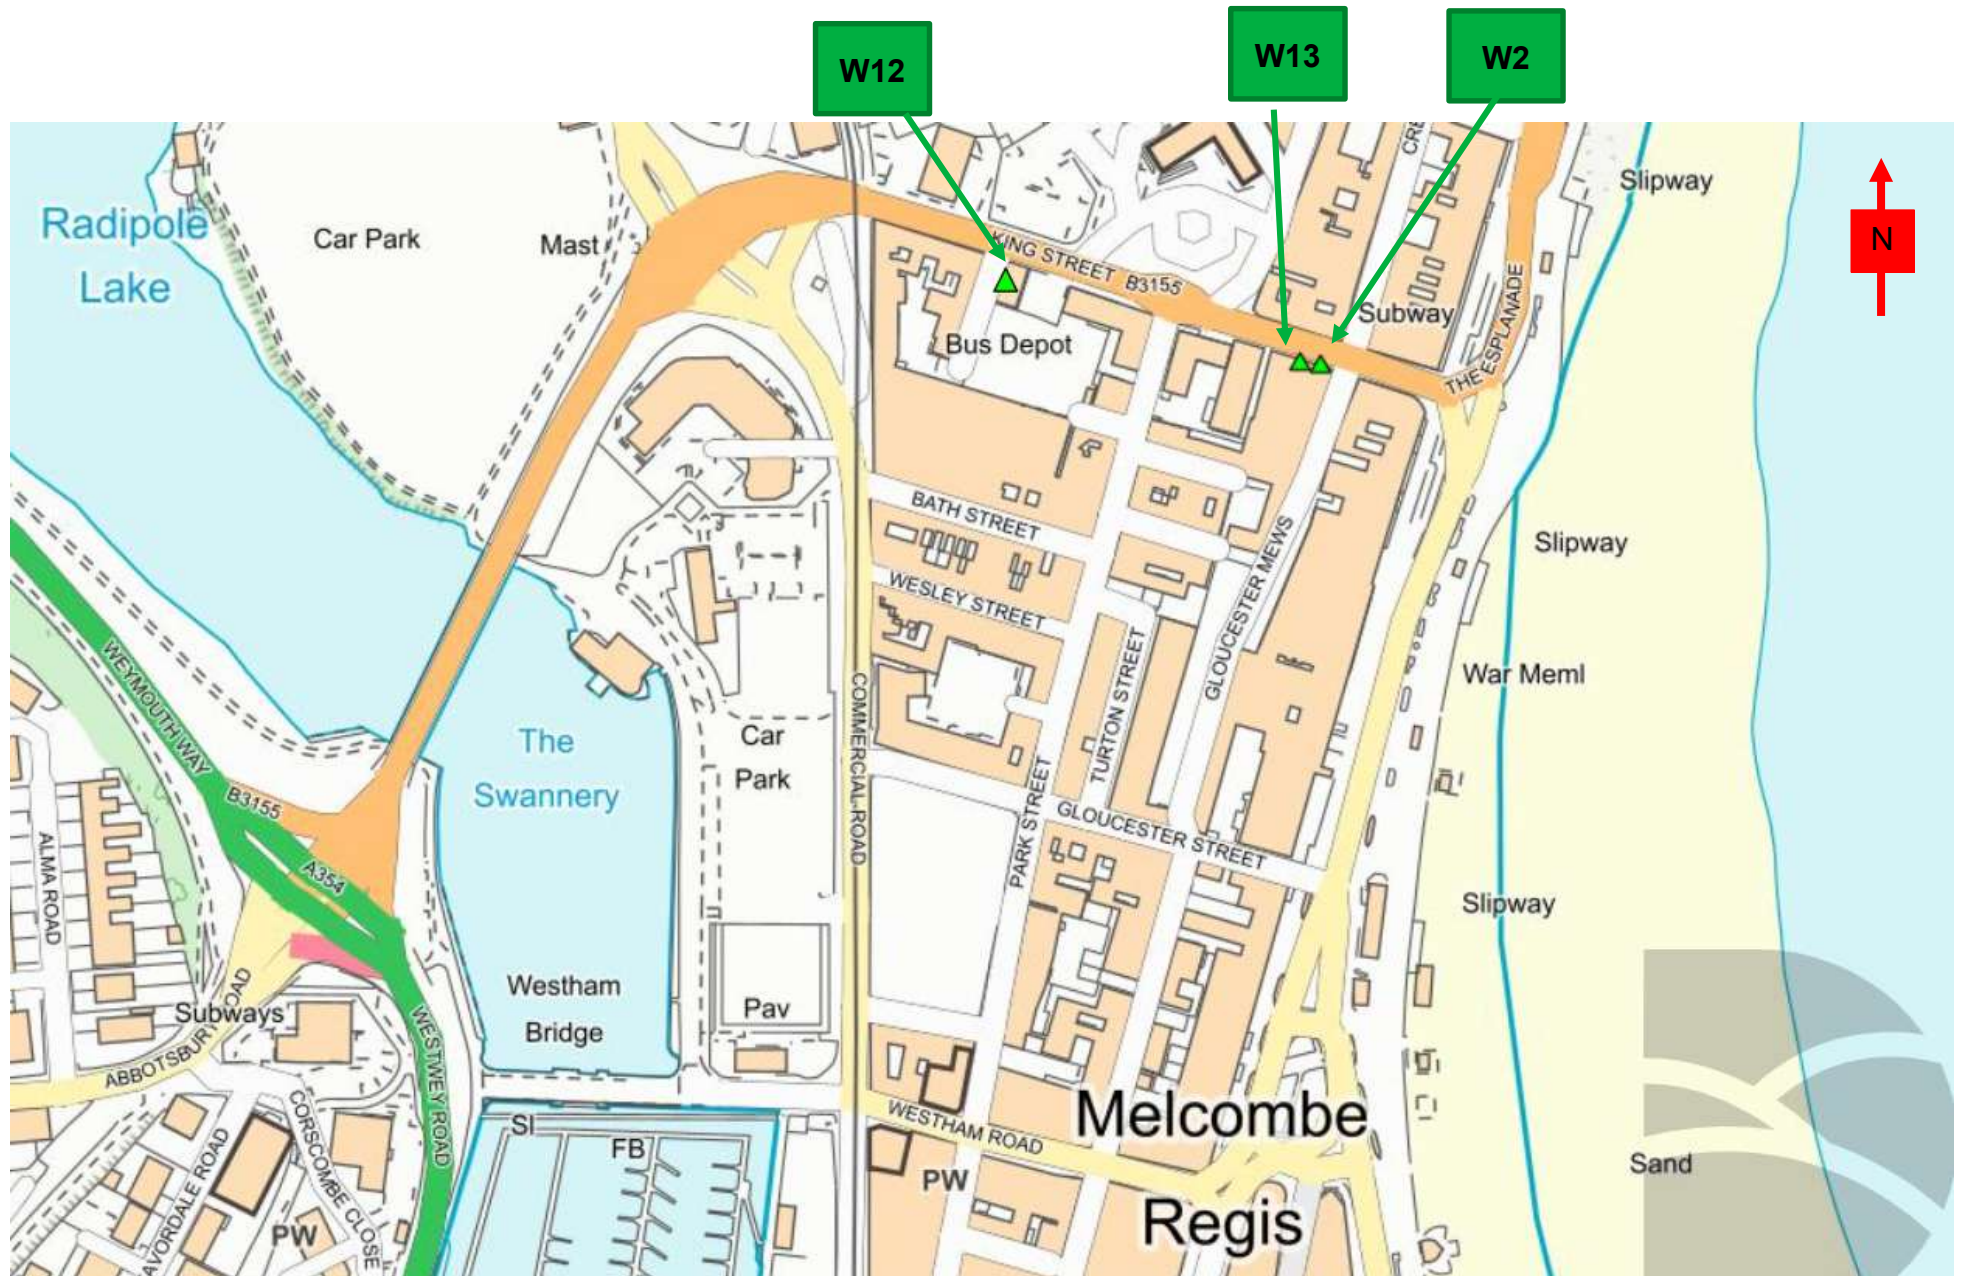 W12
W13
W2
CRE
Slipway
Radipole
Lake
Car Park
Mast
KING STREET
B3155
N
Subway
Bus Depot
THE ESPLANADE
BATH STREET
WESLEY STREET
GLOUCESTER MEWS
Slipway
WEYMOUTH WAY
TURTON STREET
War Meml
COMMERCIAL ROAD
The
Swannery
Car
Park
PARK STREET
B3155
GLOUCESTER STREET
A354
ALMA ROAD
Slipway
Westham
Bridge
Pav
Subways
ABBOTSBURY ROAD
WESTWEY ROAD
CORSCOMBE CLOSE
AVORDALE ROAD
Sl
FB
WESTHAM ROAD
Melcombe
Regis
PW
PW
Sand